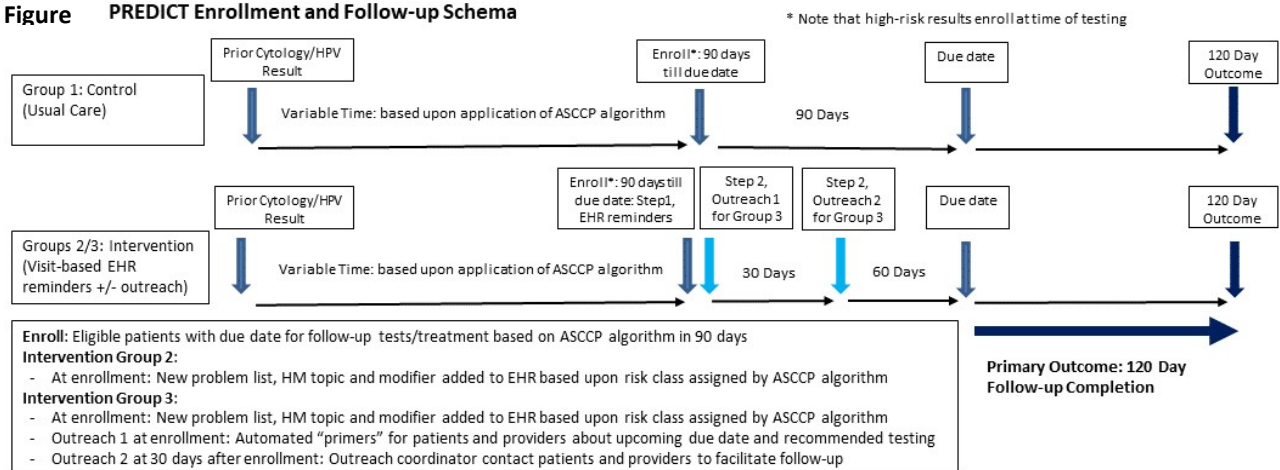 Figure PREDICT Enrollment and Follow-up Schema
* Note that high-risk results enroll at time of testing
Group 1: Control
(Usual Care)
Prior Cytology/HPV
Result
Variable Time: based upon application of ASCCP algorithm
Enroll*: 90 days
till due date
90 Days
Due date
120 Day
Outcome
Groups 2/3: Intervention
(Visit-based EHR
reminders +/- outreach)
Prior Cytology/HPV
Result
Variable Time: based upon application of ASCCP algorithm
Enroll*: 90 days till
due date: Step1,
EHR reminders
Step 2,
Outreach 1
for Group 3
30 Days
Step 2,
Outreach 2
for Group 3
60 Days
Due date
120 Day
Outcome
Enroll: Eligible patients with due date for follow-up tests/treatment based on ASCCP algorithm in 90 days
Intervention Group 2:
- At enrollment: New problem list, HM topic and modifier added to EHR based upon risk class assigned by ASCCP algorithm
Intervention Group 3:
- At enrollment: New problem list, HM topic and modifier added to EHR based upon risk class assigned by ASCCP algorithm
- Outreach 1 at enrollment: Automated “primers” for patients and providers about upcoming due date and recommended testing
- Outreach 2 at 30 days after enrollment: Outreach coordinator contact patients and providers to facilitate follow-up
Primary Outcome: 120 Day
Follow-up Completion